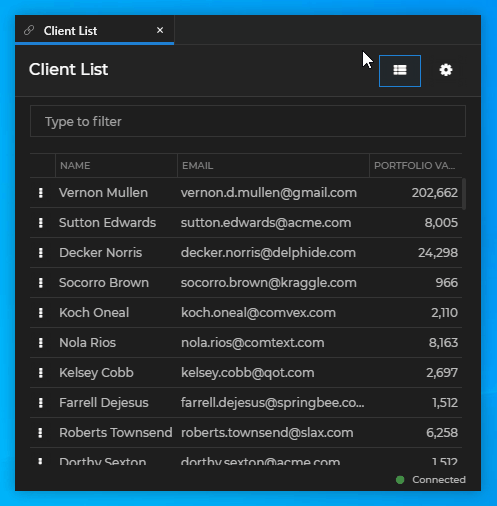 Client List
Client List
Type to filter
NAME EMAIL PORTFOLIO VA...
Vernon Mullen vernon.d.mullen@gmail.com 202,662
Sutton Edwards sutton.edwards@acme.com 8,005
Decker Norris decker.norris@delphide.com 24,298
Socorro Brown socorro.brown@kraggle.com 966
Koch Oneal koch.oneal@comvex.com 2,110
Nola Rios nola.rios@comtext.com 8,163
Kelsey Cobb kelsey.cobb@qot.com 2,697
Farrell Dejesus farrell.dejesus@springbee.co... 1,512
Roberts Townsend roberts.townsend@slax.com 6,258
Dorthy Sexton dorthy.sexton@acme.com 1,512
Connected